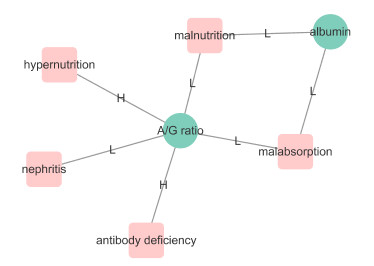 albumin
malnutrition
L
hypernutrition
L
H
L
A/G ratio
L
L
malabsorption
nephritis
H
antibody deficiency